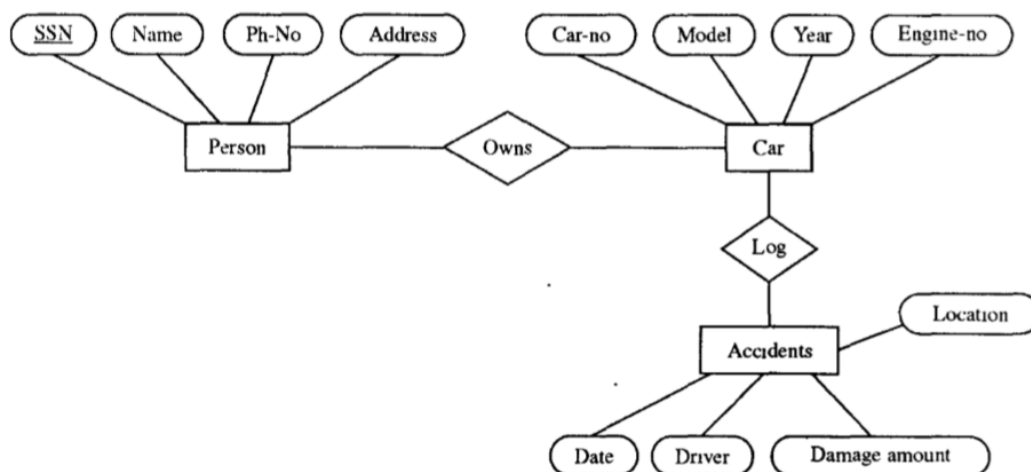 SSN Name Ph-No Address Car-no Model Year Engine-no
Person Owns Car
Log
Location
Accidents
Date Driver Damage amount